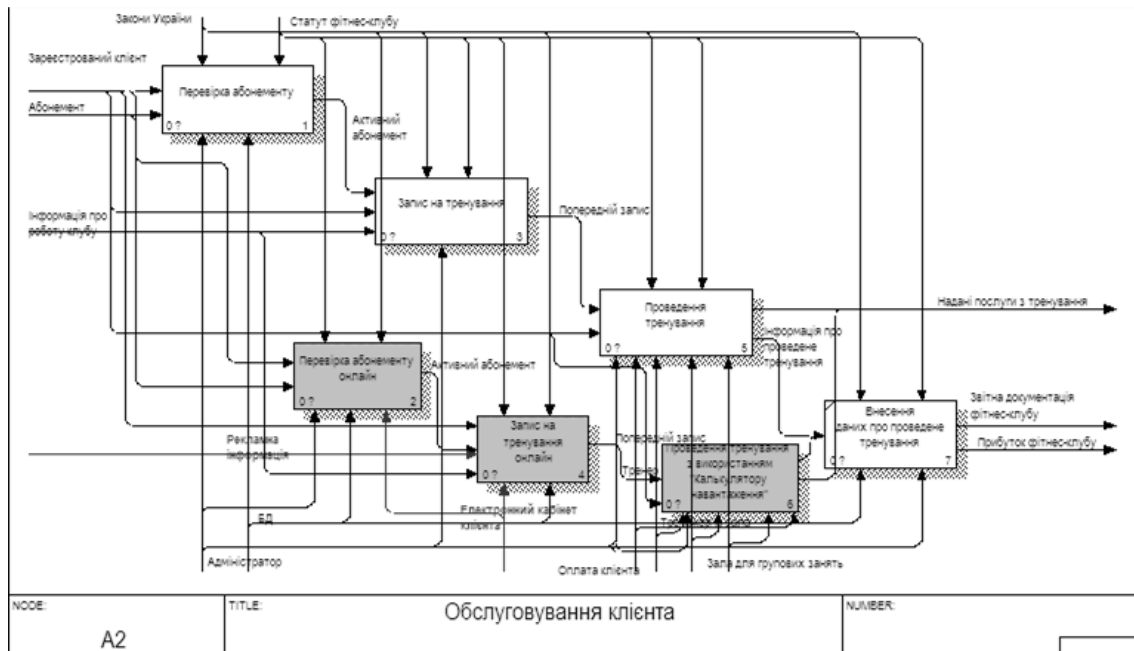 Закони України
Статут фітнес-клубу
Зареєстрований клієнт
Перевірка абонементу
0 ?
1
Абонемент
Активний
абонемент
Запис на тренування
0 ?
3
Попередній запис
Інформація про
роботу клубу
Проведення
тренування
0 ?
5
Надані послуги з тренування
Інформація про
проведене
тренування
Перевірка абонементу
онлайн
0 ?
2
Активний абонемент
Запис на
тренування
онлайн
0 ?
4
Рекламна
інформація
Попередній запис
Тренер
Проведення тренування
з використанням
"Калькулятору
навантаження"
0 ?
6
Внесення
даних про проведене
тренування
0 ?
7
Звітна документація
фітнес-клубу
Прибуток фітнес-клубу
Електронний кабінет
клієнта
БД
Адміністратор
Оплата клієнта
Зала для групових занять
NODE:
TITLE:
NUMBER:
A2
Обслуговування клієнта